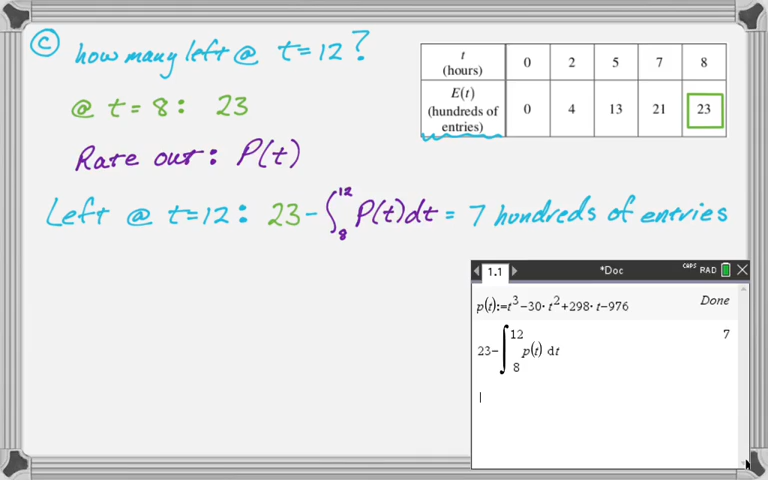 © how many left @ t=12?
@ t=8: 23
Rate out: P(t)
Left @ t=12: 23-∫₈¹² P(t)dt = 7 hundreds of entries
t (hours) 0 2 5 7 8
E(t) (hundreds of entries) 0 4 13 21 23
1.1 *Doc CAPS RAD
p(t):=t³−30·t²+298·t−976 Done
23−∫₈¹² p(t) dt 7